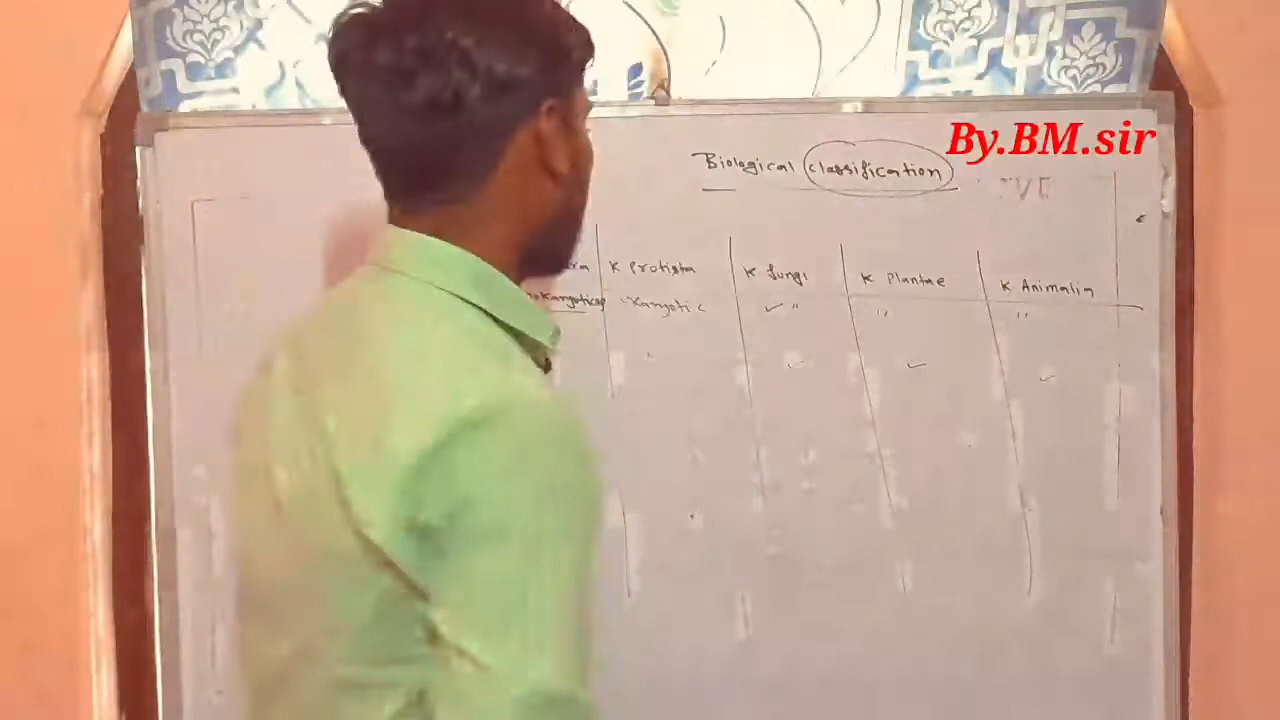 By.BM.sir
Biological classification
K Protista K Fungi K Plantae K Animalia
" " "